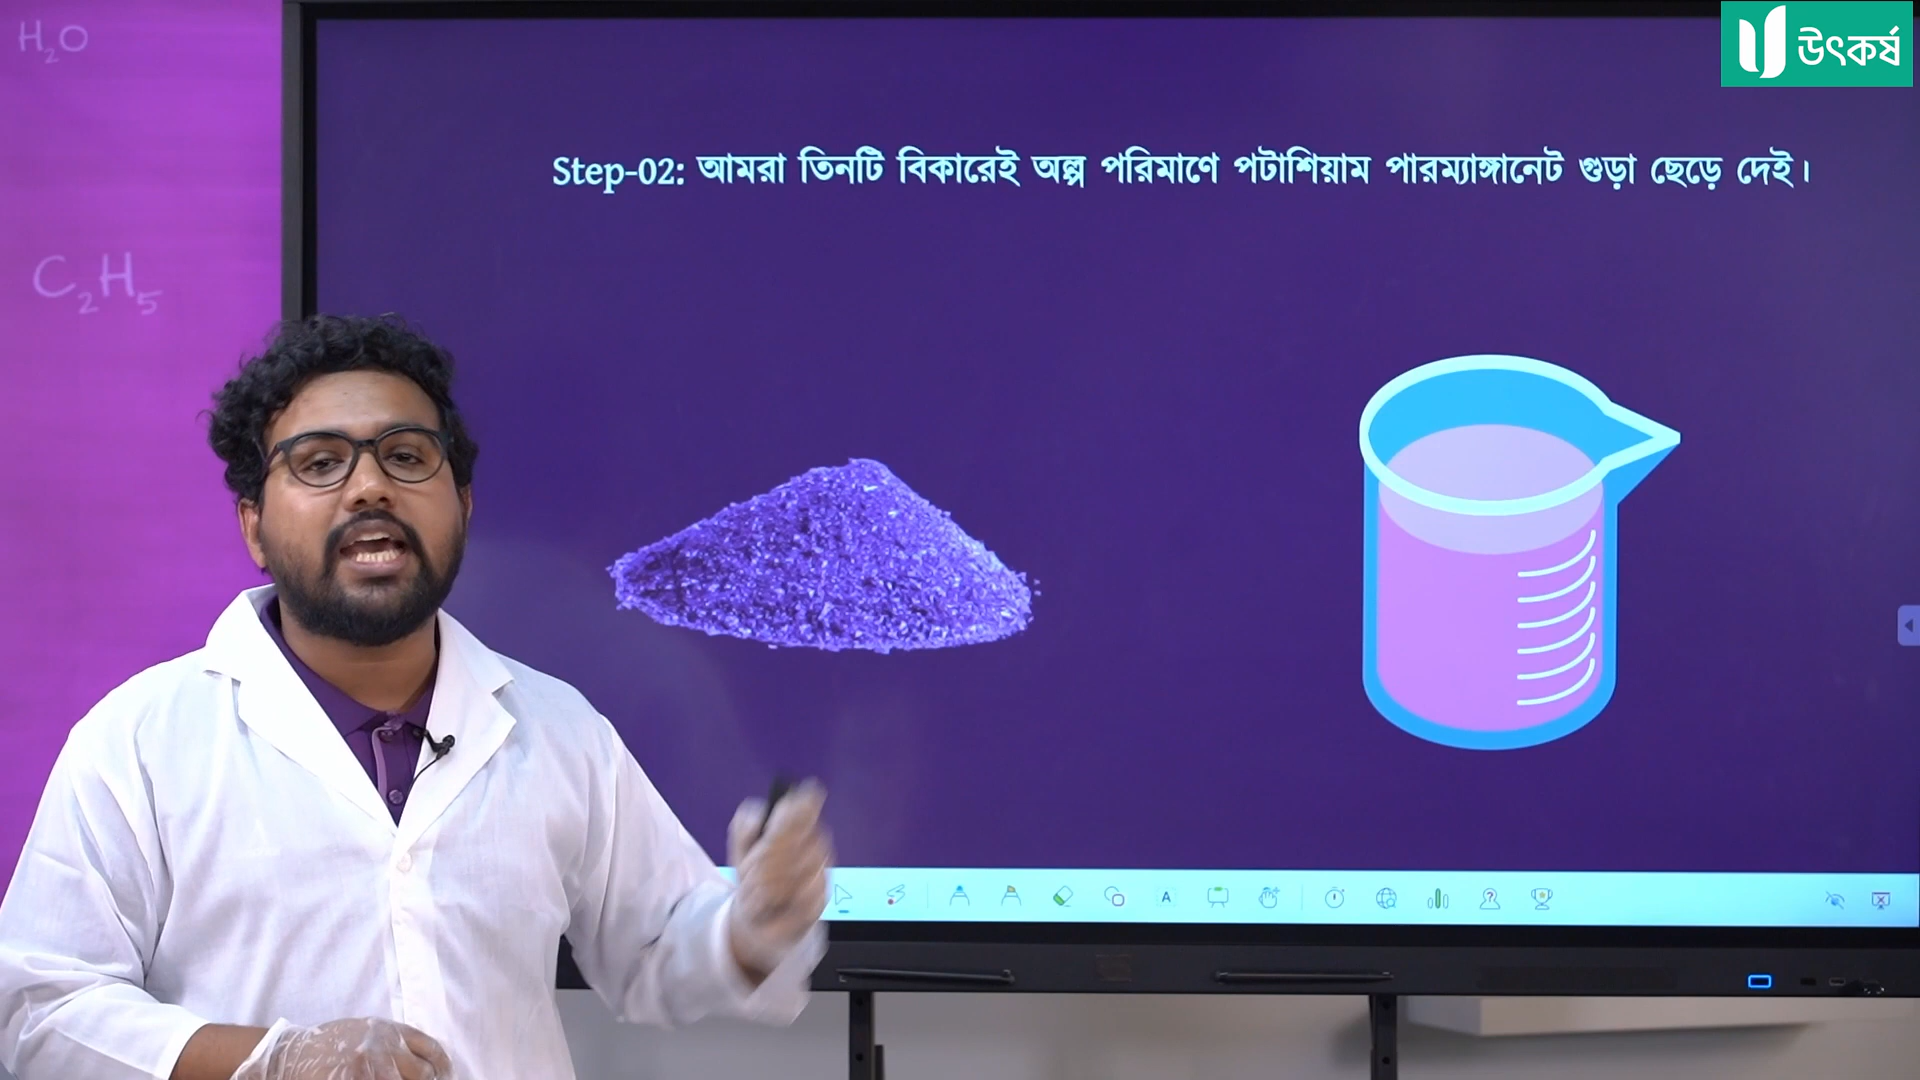 H₂O
উৎকর্ষ
Step-02: আমরা তিনটি বিকারেই অল্প পরিমাণে পটাশিয়াম পারম্যাঙ্গানেট গুড়া ছেড়ে দেই।
C₂H₅
A